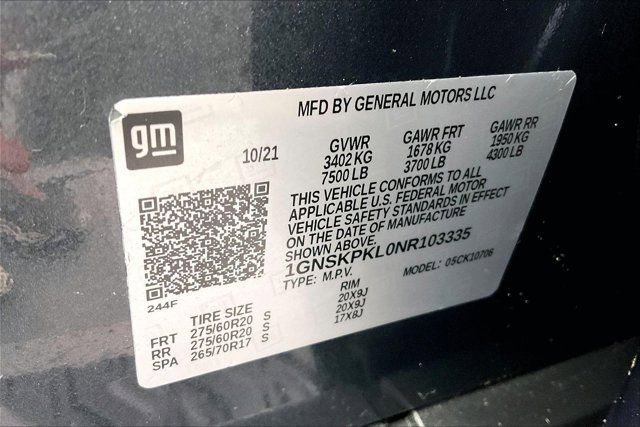 MFD BY GENERAL MOTORS LLC
gm
10/21
GVWR
3402 KG
7500 LB
GAWR FRT
1678 KG
3700 LB
GAWR RR
1950 KG
4300 LB
THIS VEHICLE CONFORMS TO ALL
APPLICABLE U.S. FEDERAL MOTOR
VEHICLE SAFETY STANDARDS IN EFFECT
ON THE DATE OF MANUFACTURE
SHOWN ABOVE.
1GNSKPKL0NR103335
TYPE: M.P.V. MODEL: 05CK10706
244F
TIRE SIZE RIM
FRT 275/60R20 S 20X9J
RR 275/60R20 S 20X9J
SPA 265/70R17 S 17X8J